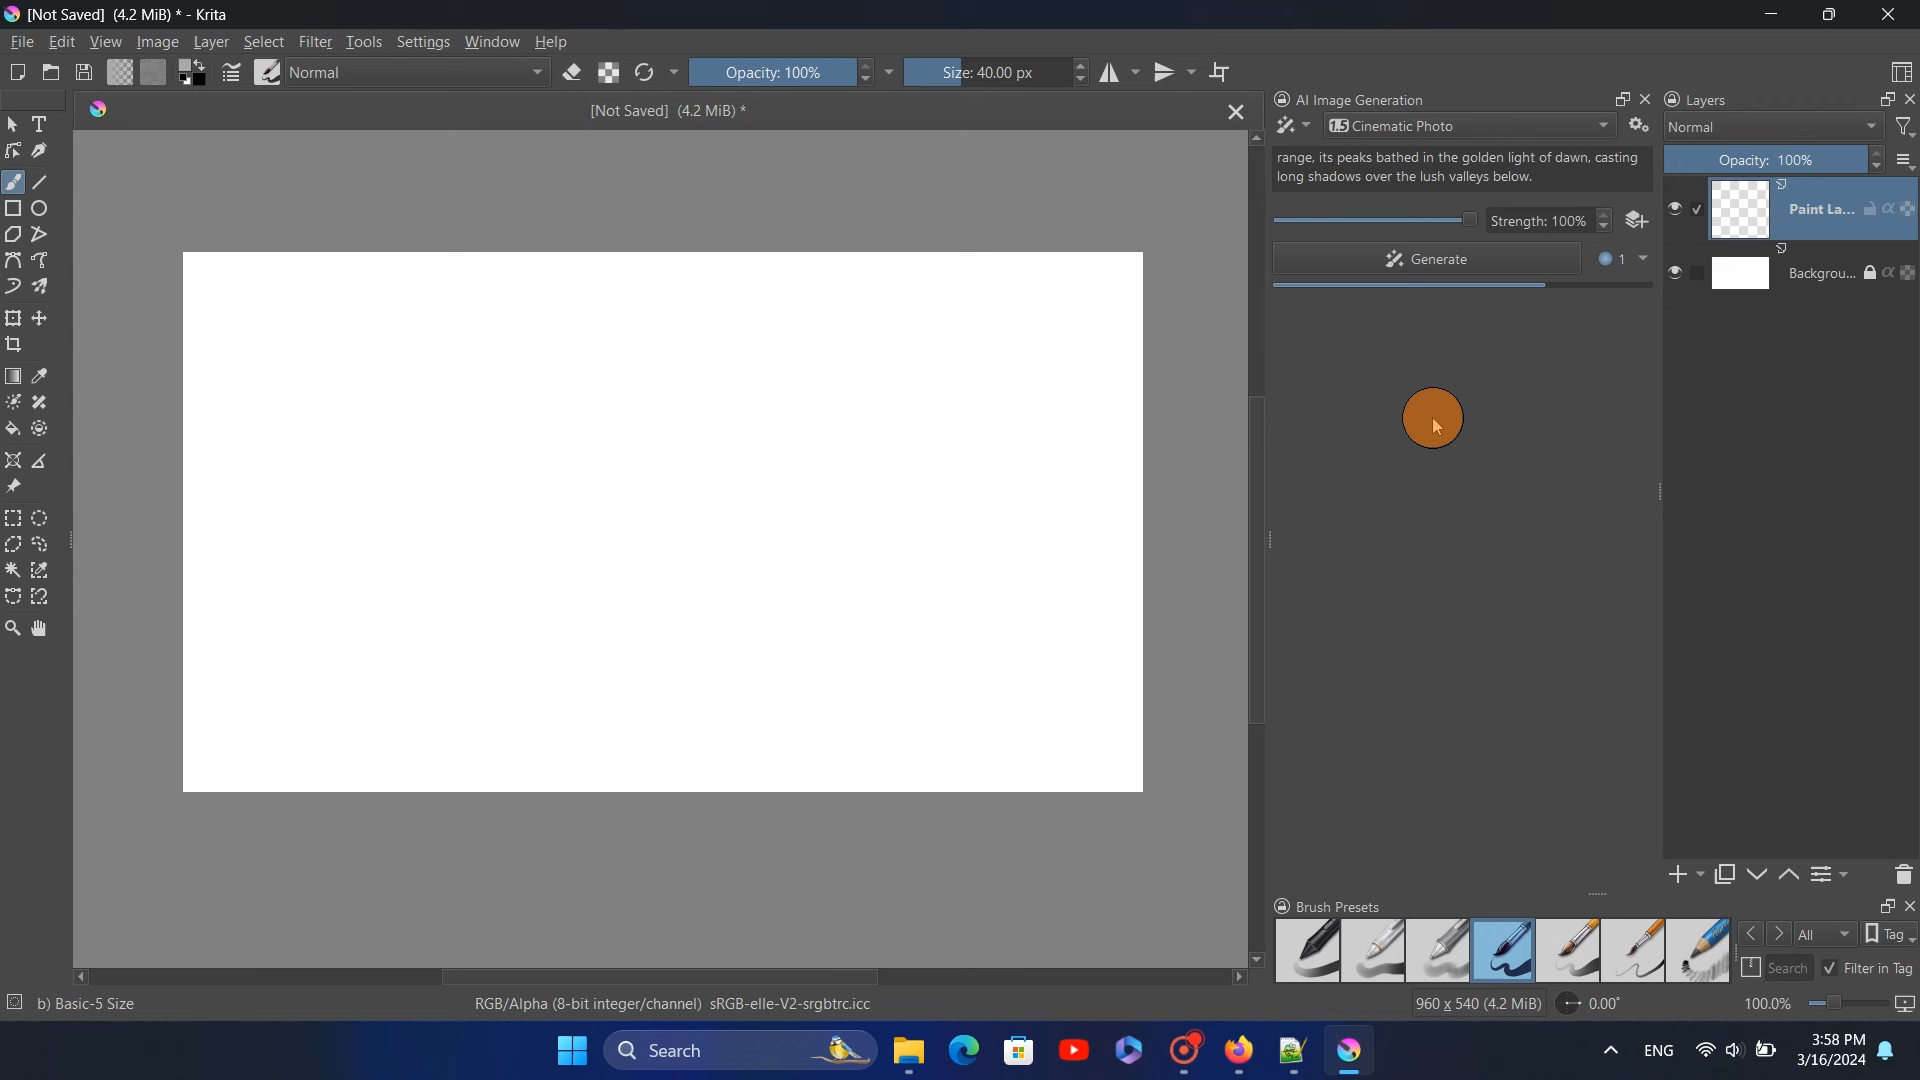 [Not Saved] (4.2 MiB) * - Krita
File Edit View Image Layer Select Filter Tools Settings Window Help
Normal
Opacity: 100%
Size: 40.00 px
[Not Saved] (4.2 MiB) *
AI Image Generation
1.5 Cinematic Photo
range, its peaks bathed in the golden light of dawn, casting
long shadows over the lush valleys below.
Strength: 100%
Generate
1
Layers
Normal
Opacity: 100%
Paint La...
Backgrou...
Brush Presets
All
Tag
Search
Filter in Tag
b) Basic-5 Size
RGB/Alpha (8-bit integer/channel) sRGB-elle-V2-srgbtrc.icc
960 x 540 (4.2 MiB)
0.00°
100.0%
Search
ENG
3:58 PM
3/16/2024